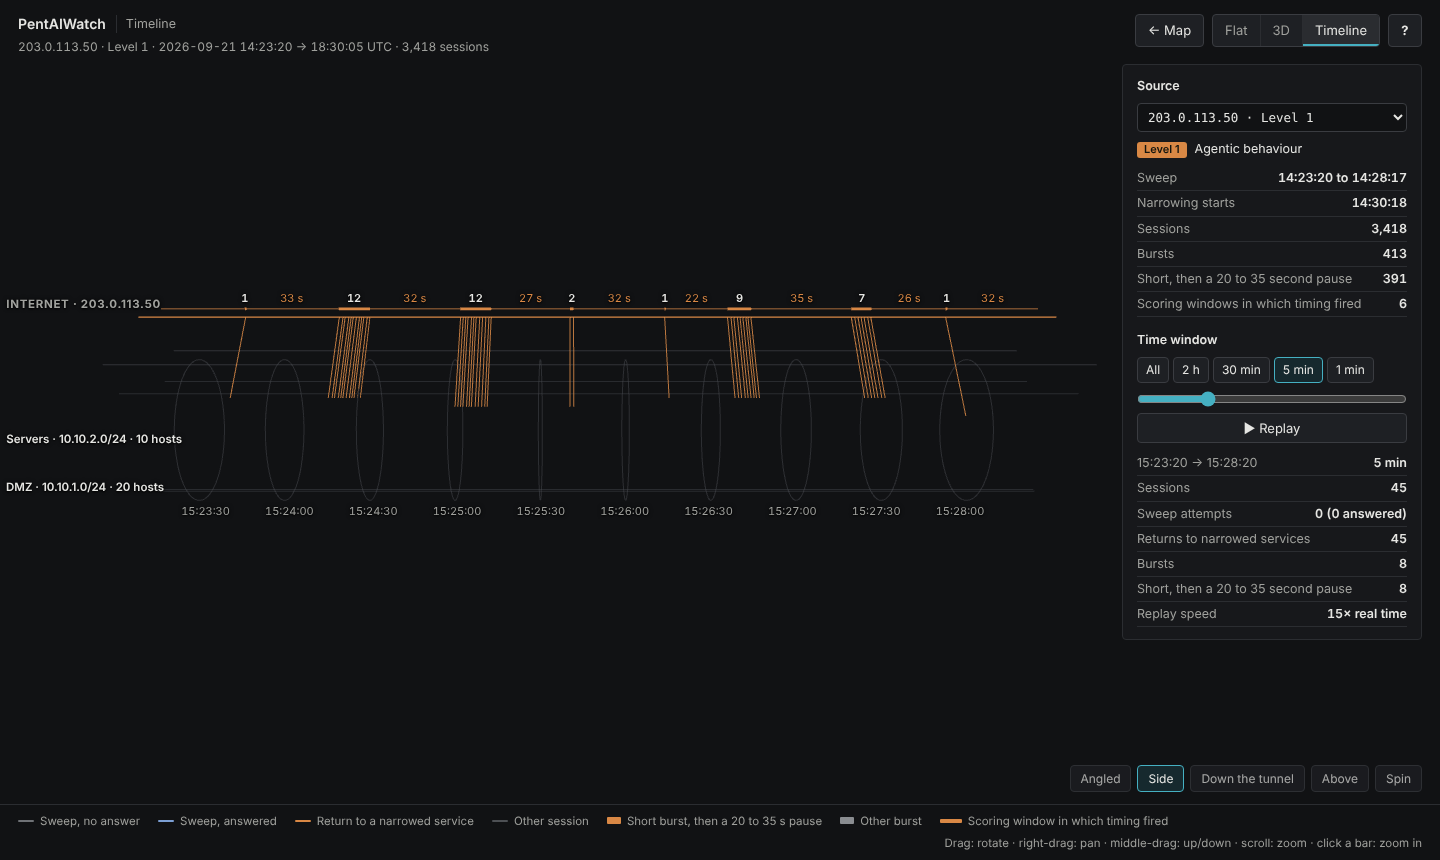 PentAIWatch
Timeline
203.0.113.50 · Level 1 · 2026-09-21 14:23:20 → 18:30:05 UTC · 3,418 sessions
← Map
Flat
3D
Timeline
?
Source
203.0.113.50 · Level 1
Level 1 Agentic behaviour
Sweep 14:23:20 to 14:28:17
Narrowing starts 14:30:18
Sessions 3,418
Bursts 413
Short, then a 20 to 35 second pause 391
Scoring windows in which timing fired 6
Time window
All 2 h 30 min 5 min 1 min
▶ Replay
15:23:20 → 15:28:20 5 min
Sessions 45
Sweep attempts 0 (0 answered)
Returns to narrowed services 45
Bursts 8
Short, then a 20 to 35 second pause 8
Replay speed 15× real time
1 33 s 12 32 s 12 27 s 2 32 s 1 22 s 9 35 s 7 26 s 1 32 s
INTERNET · 203.0.113.50
Servers · 10.10.2.0/24 · 10 hosts
DMZ · 10.10.1.0/24 · 20 hosts
15:23:30 15:24:00 15:24:30 15:25:00 15:25:30 15:26:00 15:26:30 15:27:00 15:27:30 15:28:00
Angled Side Down the tunnel Above Spin
Sweep, no answer Sweep, answered Return to a narrowed service Other session Short burst, then a 20 to 35 s pause Other burst Scoring window in which timing fired
Drag: rotate · right-drag: pan · middle-drag: up/down · scroll: zoom · click a bar: zoom in